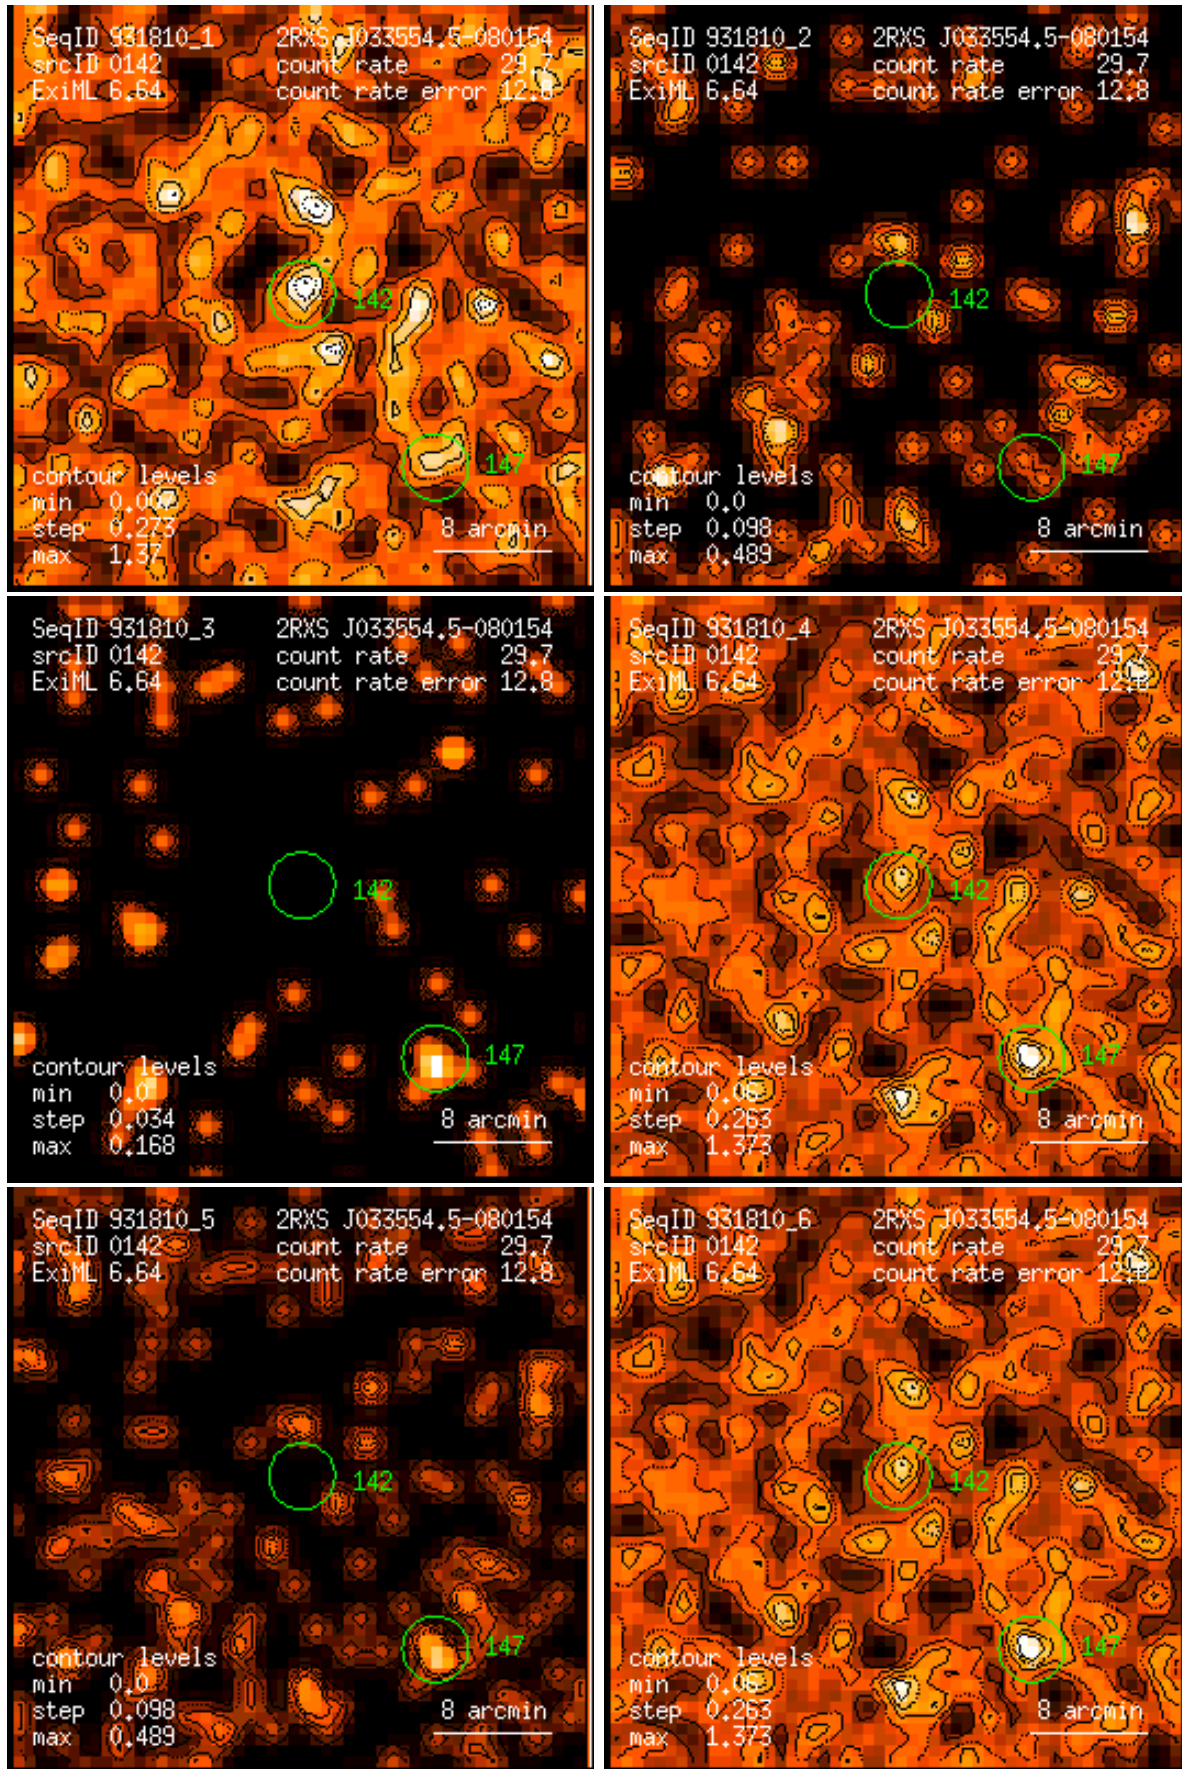 SeqID 931810_1 2RXS J033554.5-080154
srcID 0142 count rate 29.7
ExiML 6.64 count rate error 12.8
142
147
contour levels
min 0.007
step 0.273 8 arcmin
max 1.37
SeqID 931810_2 2RXS J033554.5-080154
srcID 0142 count rate 29.7
ExiML 6.64 count rate error 12.8
142
147
contour levels
min 0.0
step 0.098 8 arcmin
max 0.489
SeqID 931810_3 2RXS J033554.5-080154
srcID 0142 count rate 29.7
ExiML 6.64 count rate error 12.8
142
147
contour levels
min 0.0
step 0.034 8 arcmin
max 0.168
SeqID 931810_4 2RXS J033554.5-080154
srcID 0142 count rate 29.7
ExiML 6.64 count rate error 12.8
142
147
contour levels
min 0.06
step 0.263 8 arcmin
max 1.373
SeqID 931810_5 2RXS J033554.5-080154
srcID 0142 count rate 29.7
ExiML 6.64 count rate error 12.8
142
147
contour levels
min 0.0
step 0.098 8 arcmin
max 0.489
SeqID 931810_6 2RXS J033554.5-080154
srcID 0142 count rate 29.7
ExiML 6.64 count rate error 12.8
142
147
contour levels
min 0.06
step 0.263 8 arcmin
max 1.373